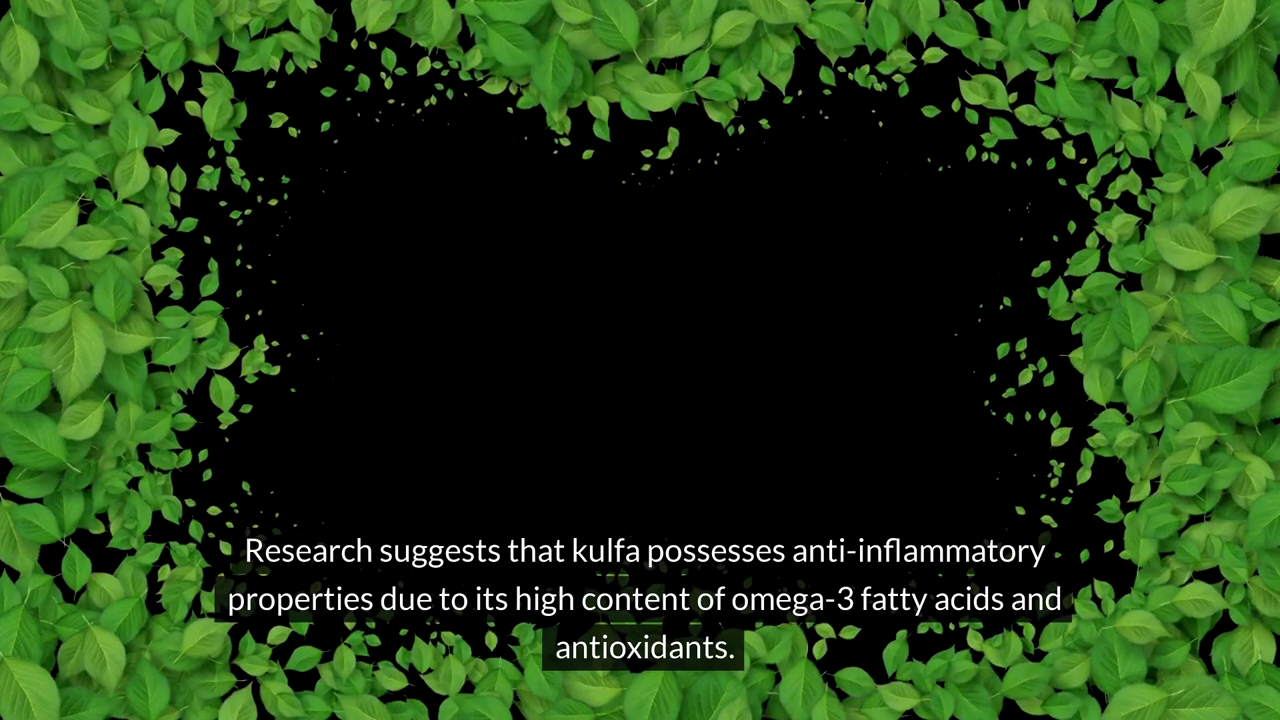 Research suggests that kulfa possesses anti-inflammatory
properties due to its high content of omega-3 fatty acids and
antioxidants.